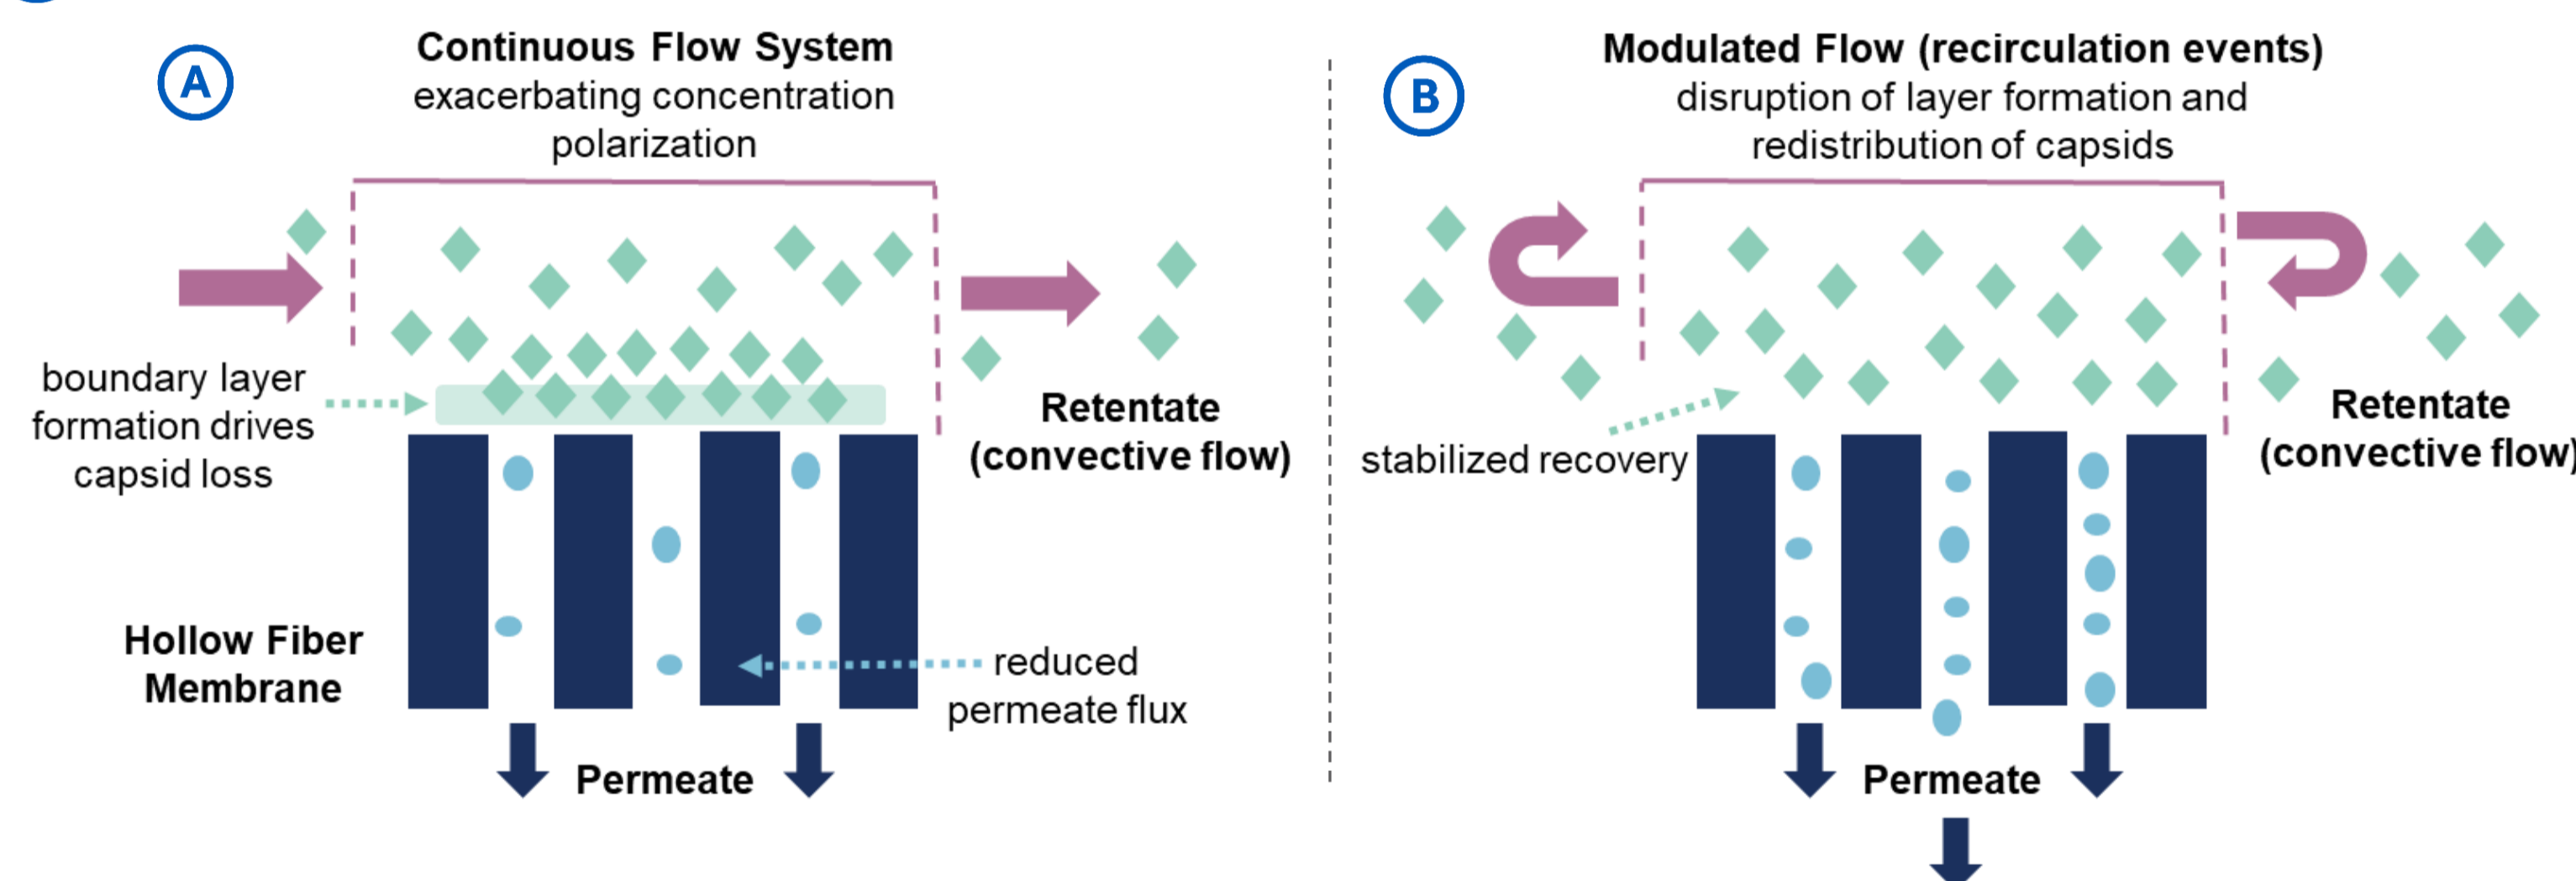 A
Continuous Flow System
exacerbating concentration
polarization
boundary layer
formation drives
capsid loss
Retentate
(convective flow)
Hollow Fiber
Membrane
reduced
permeate flux
Permeate
B
Modulated Flow (recirculation events)
disruption of layer formation and
redistribution of capsids
stabilized recovery
Retentate
(convective flow)
Permeate